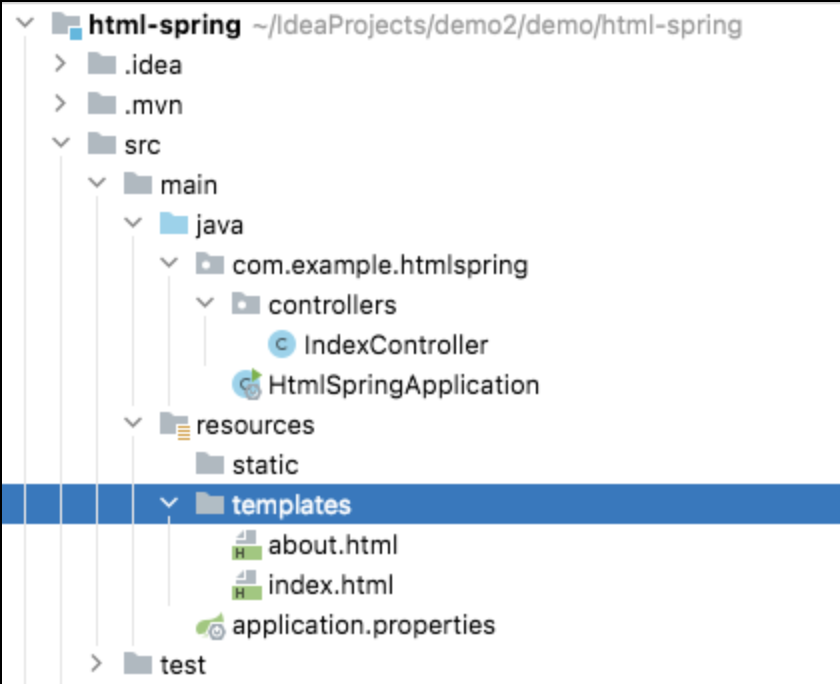 html-spring ~/IdeaProjects/demo2/demo/html-spring
.idea
.mvn
src
main
java
com.example.htmlspring
controllers
C IndexController
C HtmlSpringApplication
resources
static
templates
H about.html
H index.html
application.properties
test